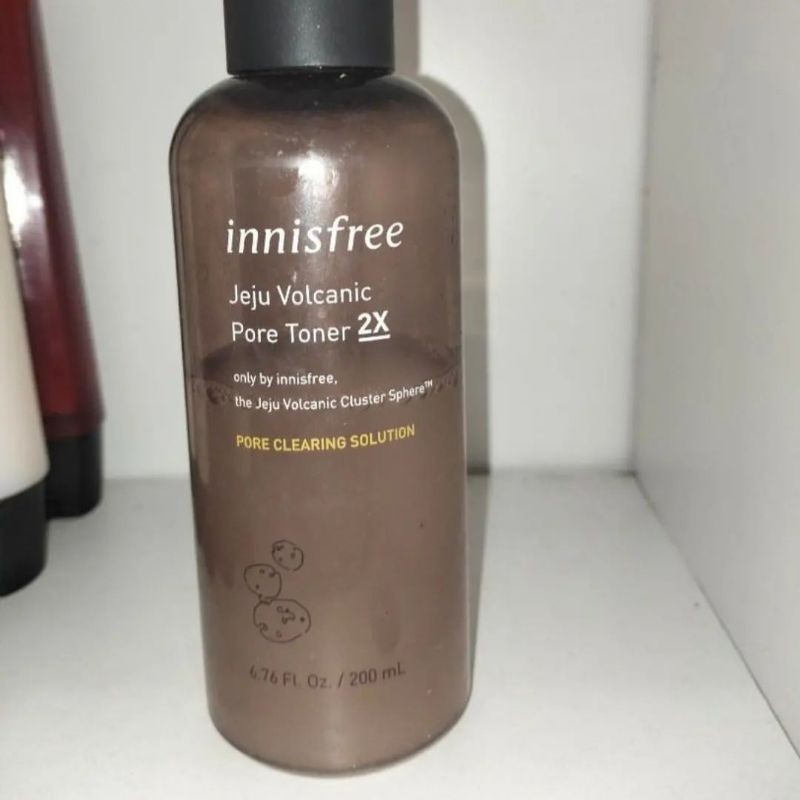 innisfree
Jeju Volcanic
Pore Toner 2X
only by innisfree,
the Jeju Volcanic Cluster Sphere™
PORE CLEARING SOLUTION
6.76 Fl. Oz. / 200 mL